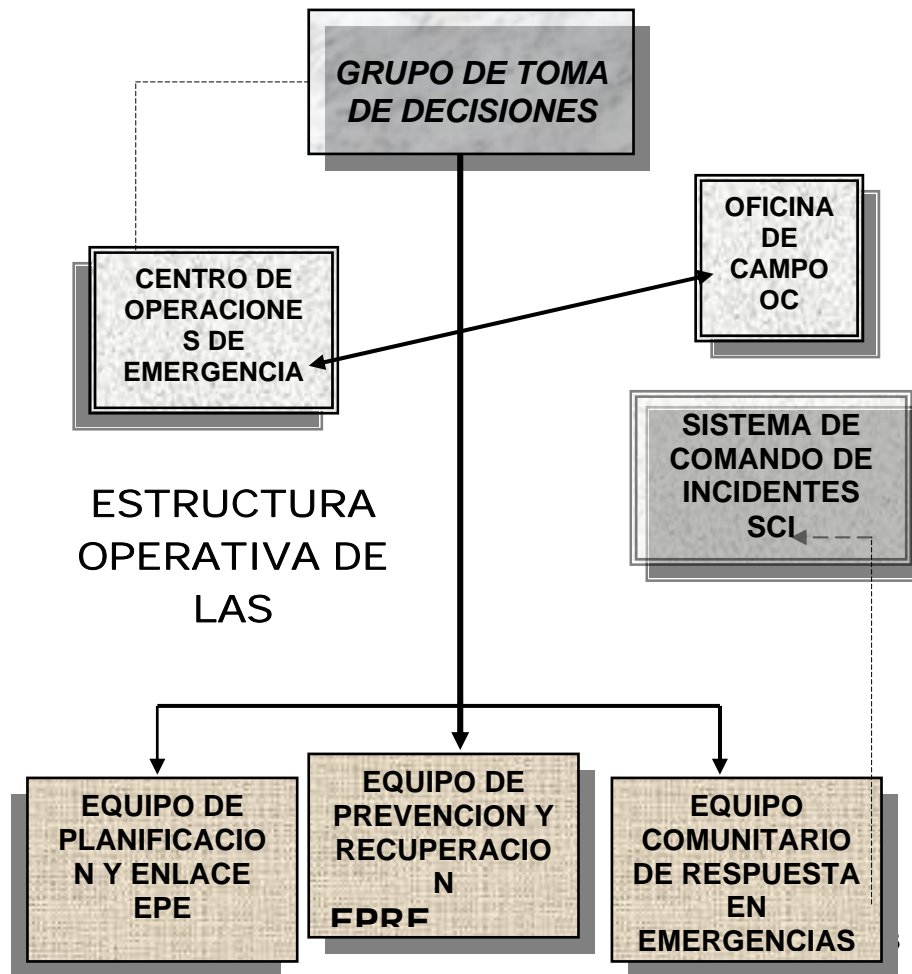 GRUPO DE TOMA
DE DECISIONES
OFICINA
DE
CAMPO
OC
CENTRO DE
OPERACIONE
S DE
EMERGENCIA
SISTEMA DE
COMANDO DE
INCIDENTES
SCI
ESTRUCTURA
OPERATIVA DE
LAS
EQUIPO DE
PLANIFICACIO
N Y ENLACE
EPE
EQUIPO DE
PREVENCION Y
RECUPERACIO
N
EPRE
EQUIPO
COMUNITARIO
DE RESPUESTA
EN
EMERGENCIAS